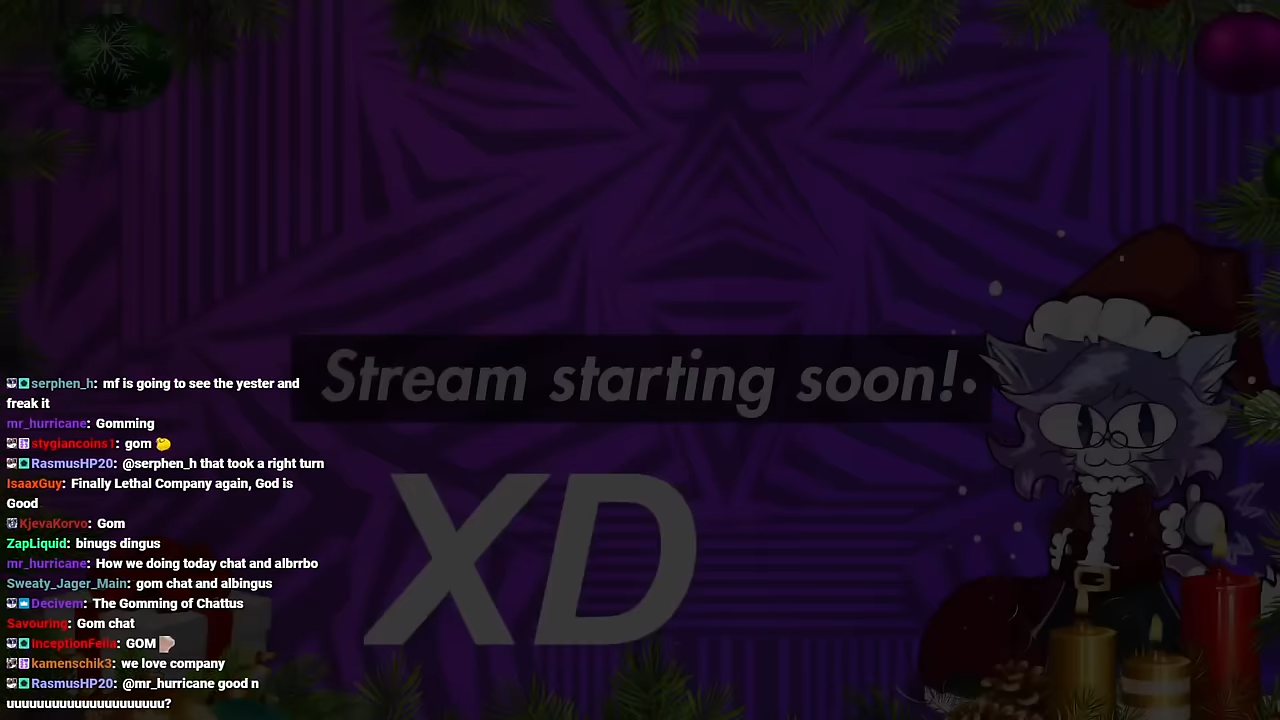 Stream starting soon!
XD
serphen_h: mf is going to see the yester and
freak it
mr_hurricane: Gomming
stygiancoins1: gom
RasmusHP20: @serphen_h that took a right turn
IsaaxGuy: Finally Lethal Company again, God is
Good
KjevaKorvo: Gom
ZapLiquid: binugs dingus
mr_hurricane: How we doing today chat and albrrbo
Sweaty_Jager_Main: gom chat and albingus
Decivem: The Gomming of Chattus
Savouring: Gom chat
InceptionFella: GOM
kamenschik3: we love company
RasmusHP20: @mr_hurricane good n
uuuuuuuuuuuuuuuuuuuuu?